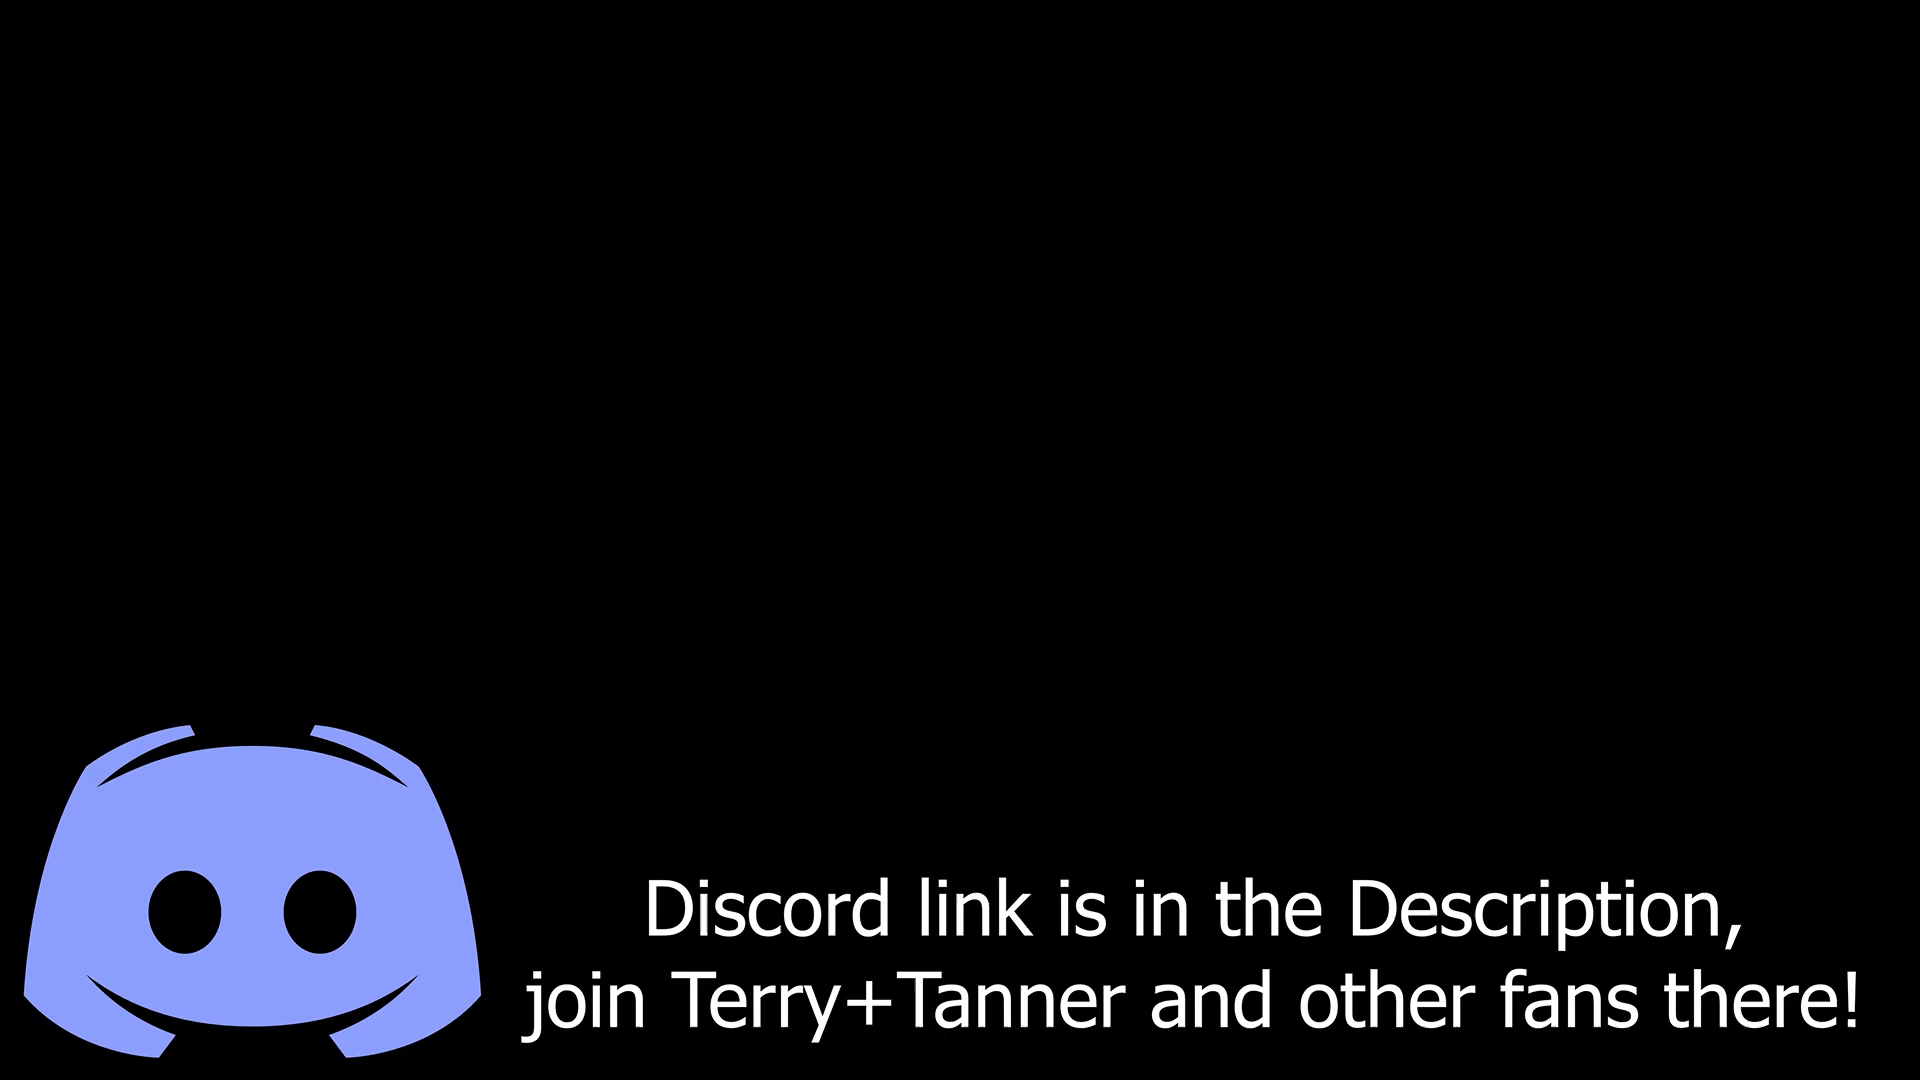 Discord link is in the Description,
join Terry+Tanner and other fans there!